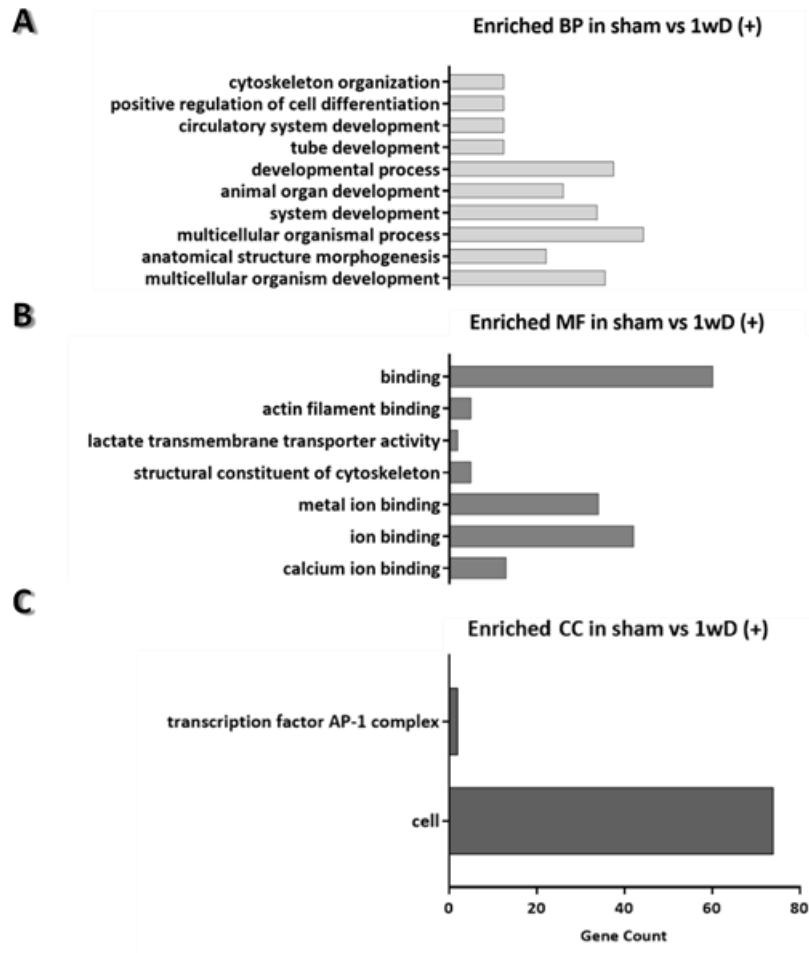 A
Enriched BP in sham vs 1wD (+)
cytoskeleton organization
positive regulation of cell differentiation
circulatory system development
tube development
developmental process
animal organ development
system development
multicellular organismal process
anatomical structure morphogenesis
multicellular organism development
B
Enriched MF in sham vs 1wD (+)
binding
actin filament binding
lactate transmembrane transporter activity
structural constituent of cytoskeleton
metal ion binding
ion binding
calcium ion binding
C
Enriched CC in sham vs 1wD (+)
transcription factor AP-1 complex
cell
0 20 40 60 80
Gene Count